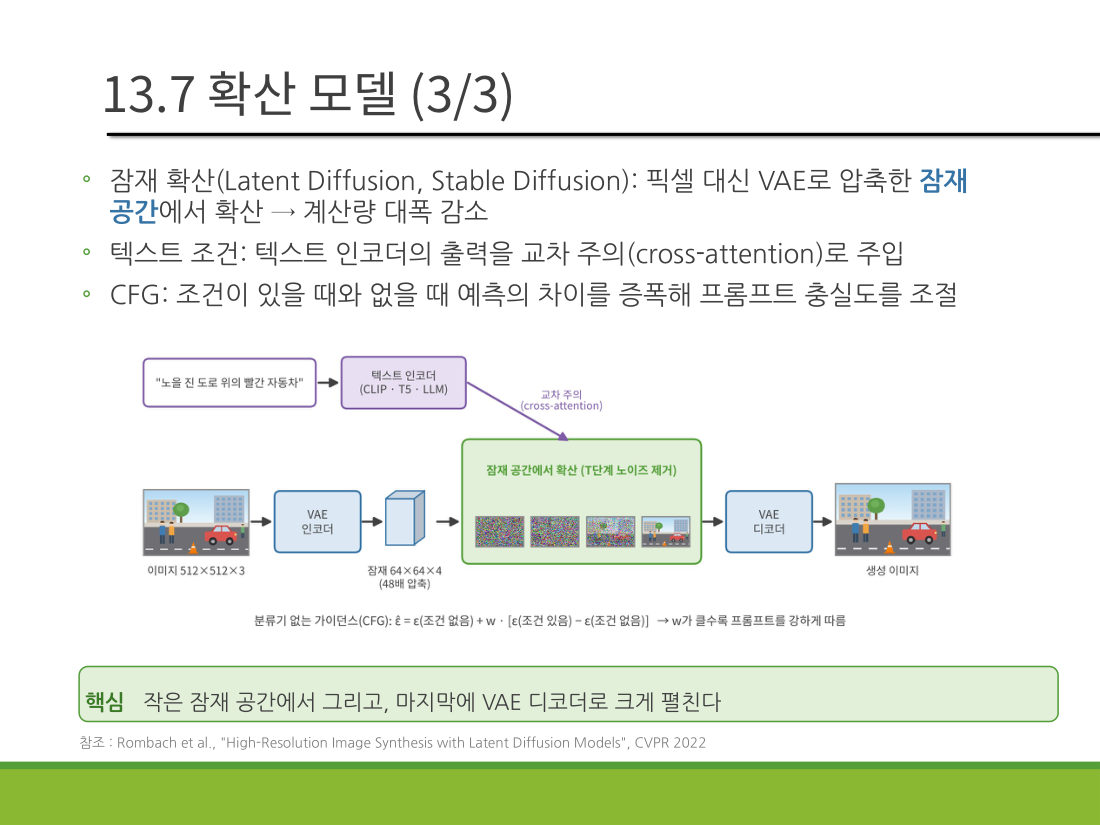 13.7 확산 모델 (3/3)
잠재 확산(Latent Diffusion, Stable Diffusion): 픽셀 대신 VAE로 압축한 잠재
공간에서 확산 → 계산량 대폭 감소
텍스트 조건: 텍스트 인코더의 출력을 교차 주의(cross-attention)로 주입
CFG: 조건이 있을 때와 없을 때 예측의 차이를 증폭해 프롬프트 충실도를 조절
"노을 진 도로 위의 빨간 자동차"
텍스트 인코더
(CLIP · T5 · LLM)
교차 주의
(cross-attention)
잠재 공간에서 확산 (T단계 노이즈 제거)
VAE
인코더
VAE
디코더
이미지 512×512×3
잠재 64×64×4
(48배 압축)
생성 이미지
분류기 없는 가이던스(CFG): ε̂ = ε(조건 없음) + w · [ε(조건 있음) − ε(조건 없음)] → w가 클수록 프롬프트를 강하게 따름
핵심 작은 잠재 공간에서 그리고, 마지막에 VAE 디코더로 크게 펼친다
참조 : Rombach et al., "High-Resolution Image Synthesis with Latent Diffusion Models", CVPR 2022